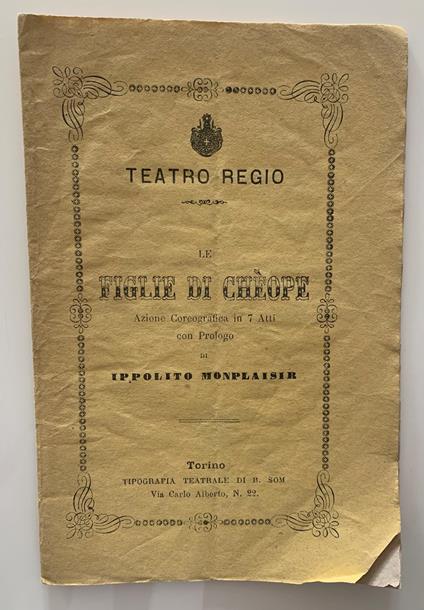 TEATRO REGIO
LE
FIGLIE DI CHÈOPE
Azione Coreografica in 7 Atti
con Prologo
DI
IPPOLITO MONPLAISIR
Torino
TIPOGRAFIA TEATRALE DI B. SOM
Via Carlo Alberto, N. 22.